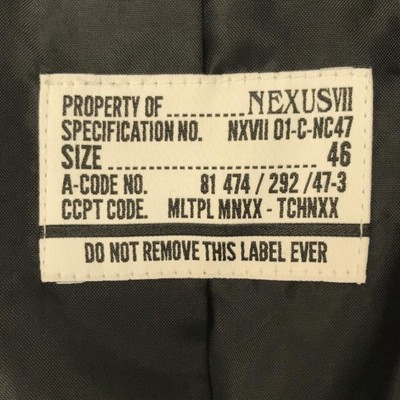 PROPERTY OF ....... NEXUSVII
SPECIFICATION NO. NXVII 01-C-NC47
SIZE ........................... 46
A-CODE NO. 81 474 / 292 /47-3
CCPT CODE. MLTPL MNXX - TCHNXX
DO NOT REMOVE THIS LABEL EVER